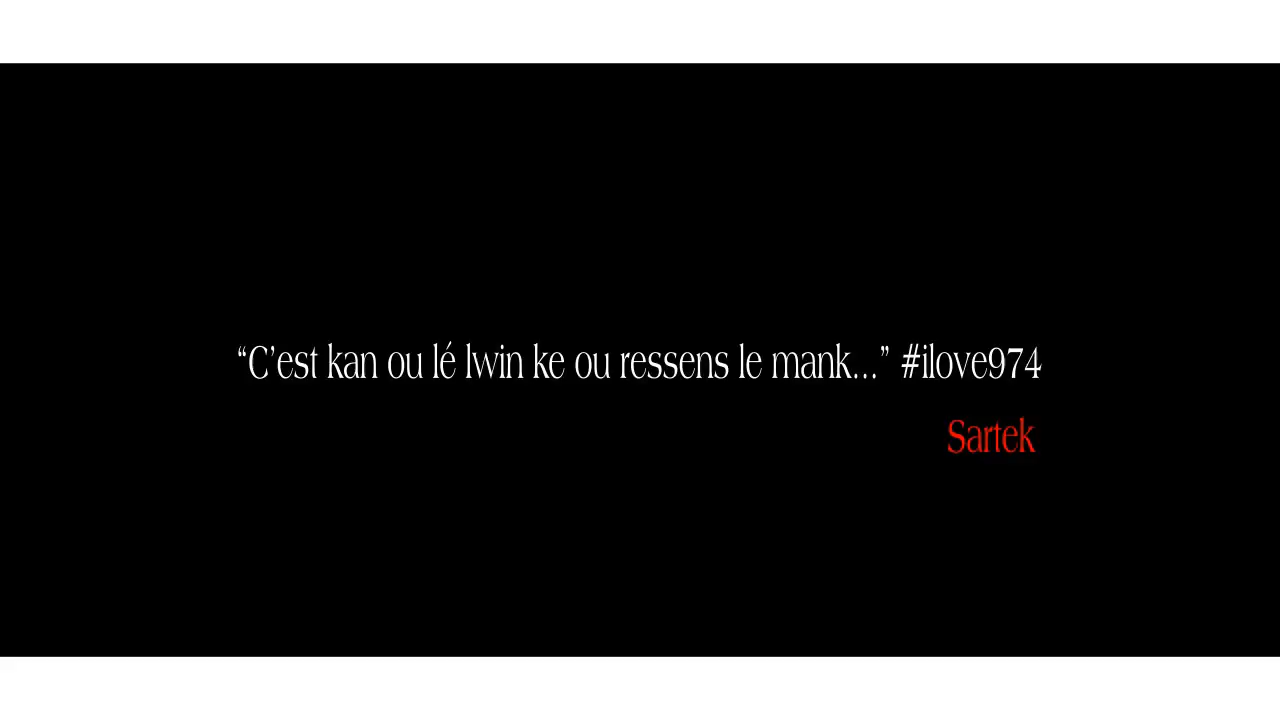 “C’est kan ou lé lwin ke ou ressens le mank...” #ilove974
Sartek